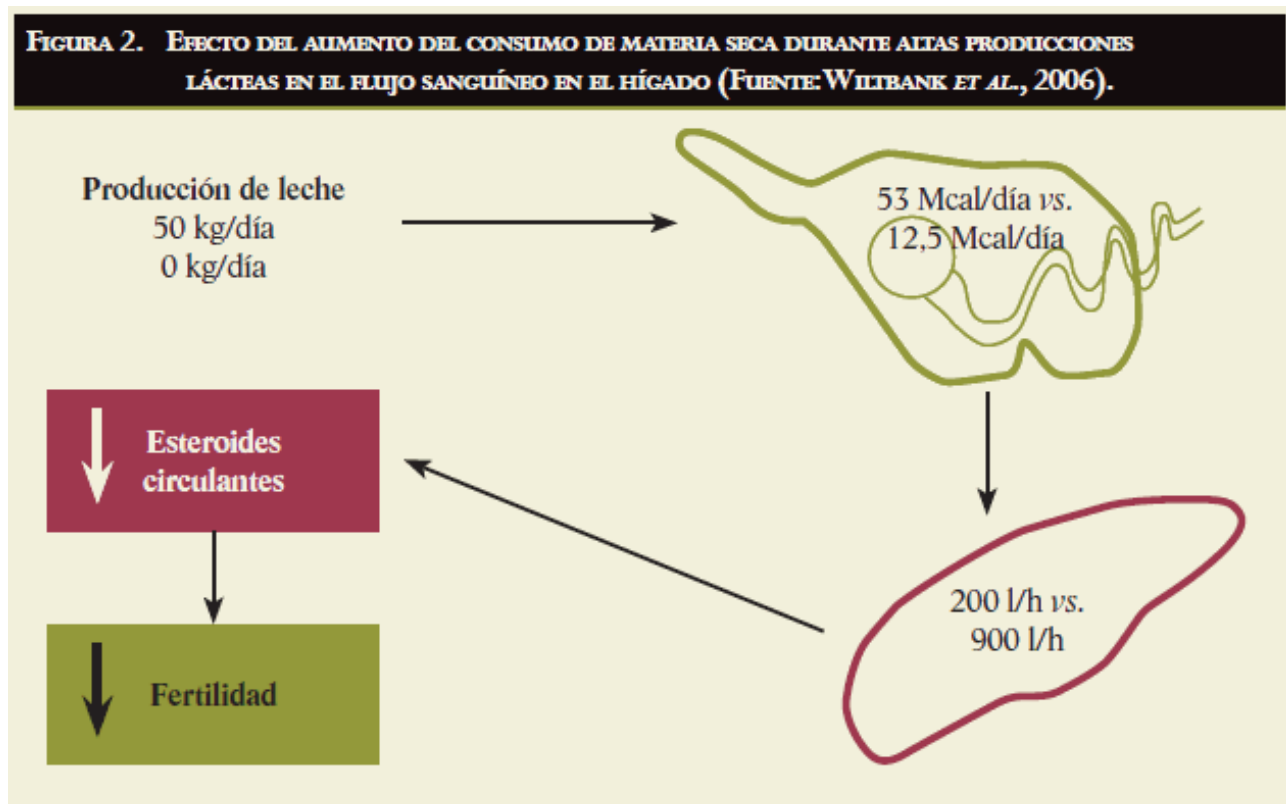 FIGURA 2. EFECTO DEL AUMENTO DEL CONSUMO DE MATERIA SECA DURANTE ALTAS PRODUCCIONES
LÁCTEAS EN EL FLUJO SANGUÍNEO EN EL HÍGADO (FUENTE: WILTBANK ET AL., 2006).
Producción de leche
50 kg/día
0 kg/día
53 Mcal/día vs.
12,5 Mcal/día
200 l/h vs.
900 l/h
Esteroides
circulantes
Fertilidad